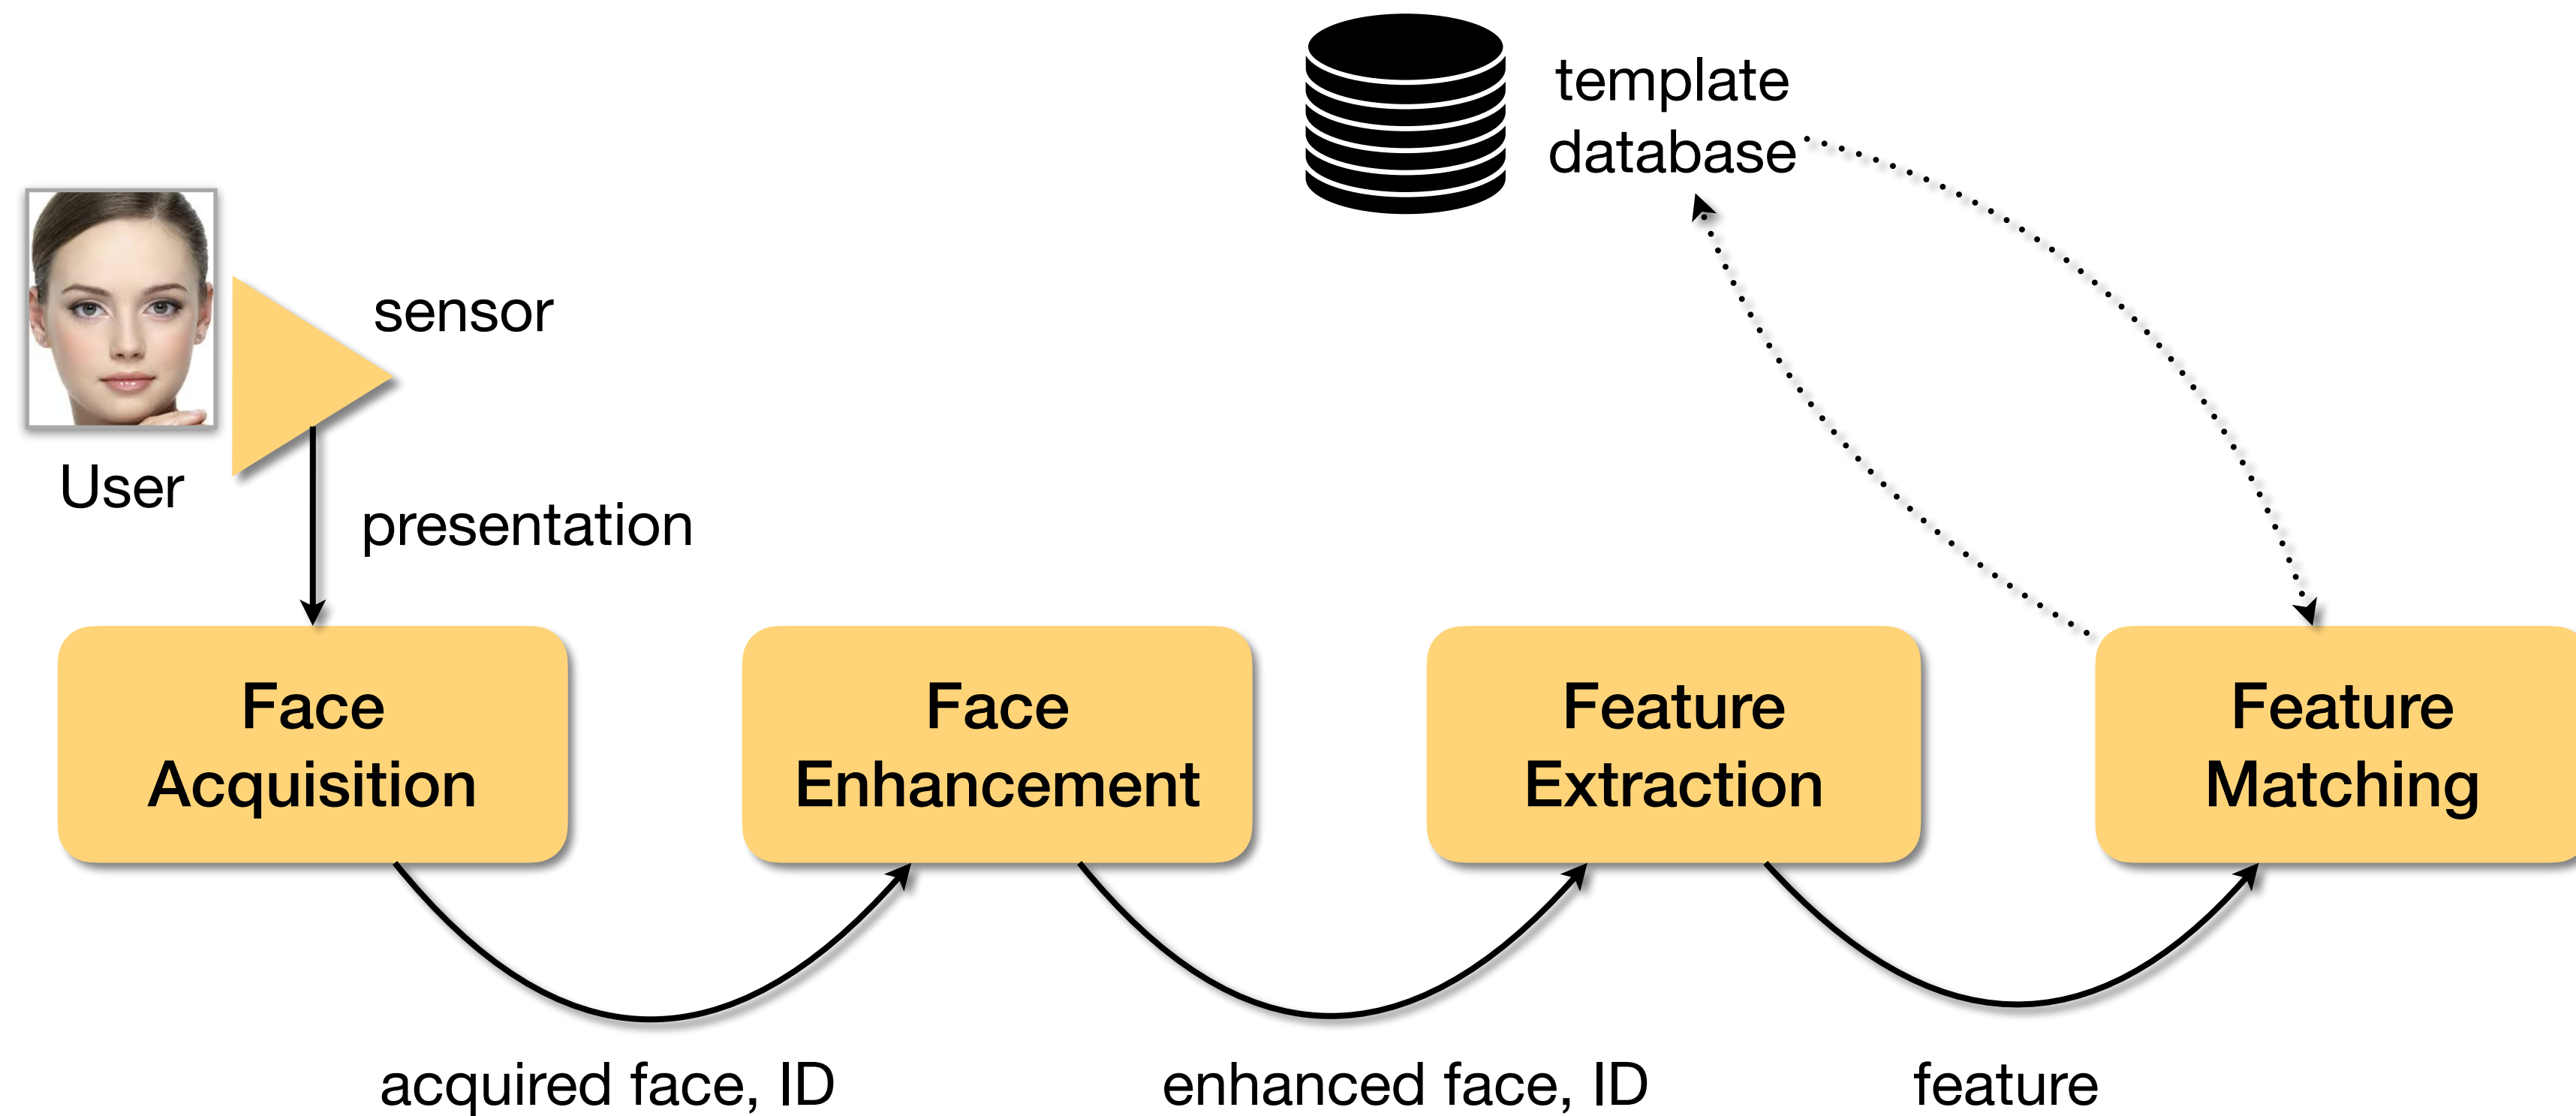 template
database
sensor
User
presentation
Face
Acquisition
Face
Enhancement
Feature
Extraction
Feature
Matching
acquired face, ID
enhanced face, ID
feature